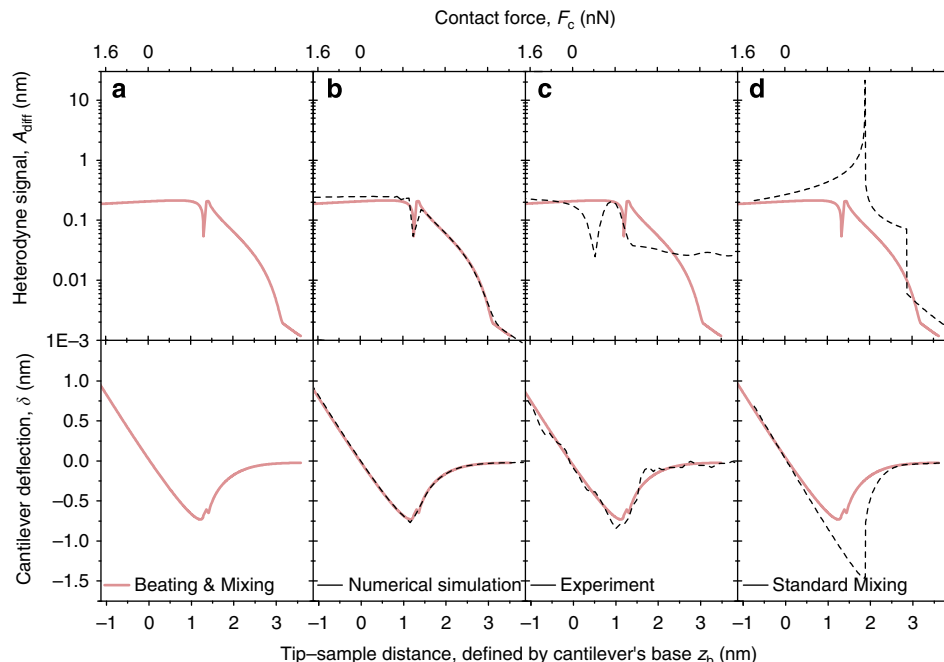 Contact force, F_c (nN)
1.6 0 1.6 0 1.6 0 1.6 0
a b c d
Heterodyne signal, A_diff (nm)
10
1
0.1
0.01
1E−3
Cantilever deflection, δ (nm)
1.0
0.5
0.0
−0.5
−1.0
−1.5
Beating & Mixing Numerical simulation Experiment Standard Mixing
−1 0 1 2 3 −1 0 1 2 3 −1 0 1 2 3 −1 0 1 2 3
Tip–sample distance, defined by cantilever's base z_b (nm)